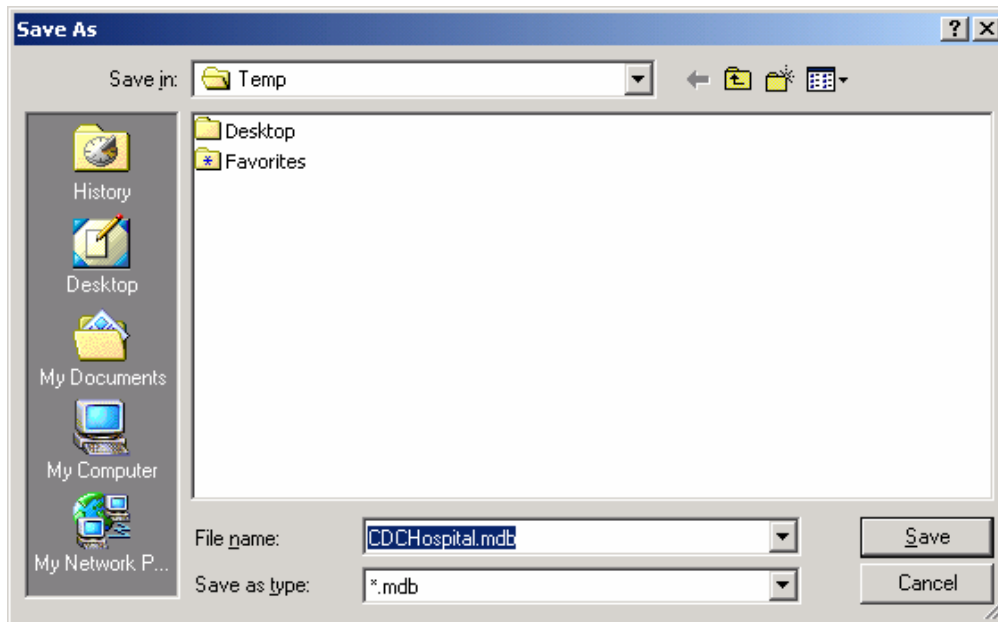 Save As
Save in: Temp
Desktop
Favorites
History
Desktop
My Documents
My Computer
My Network P...
File name: CDCHospital.mdb Save
Save as type: *.mdb Cancel